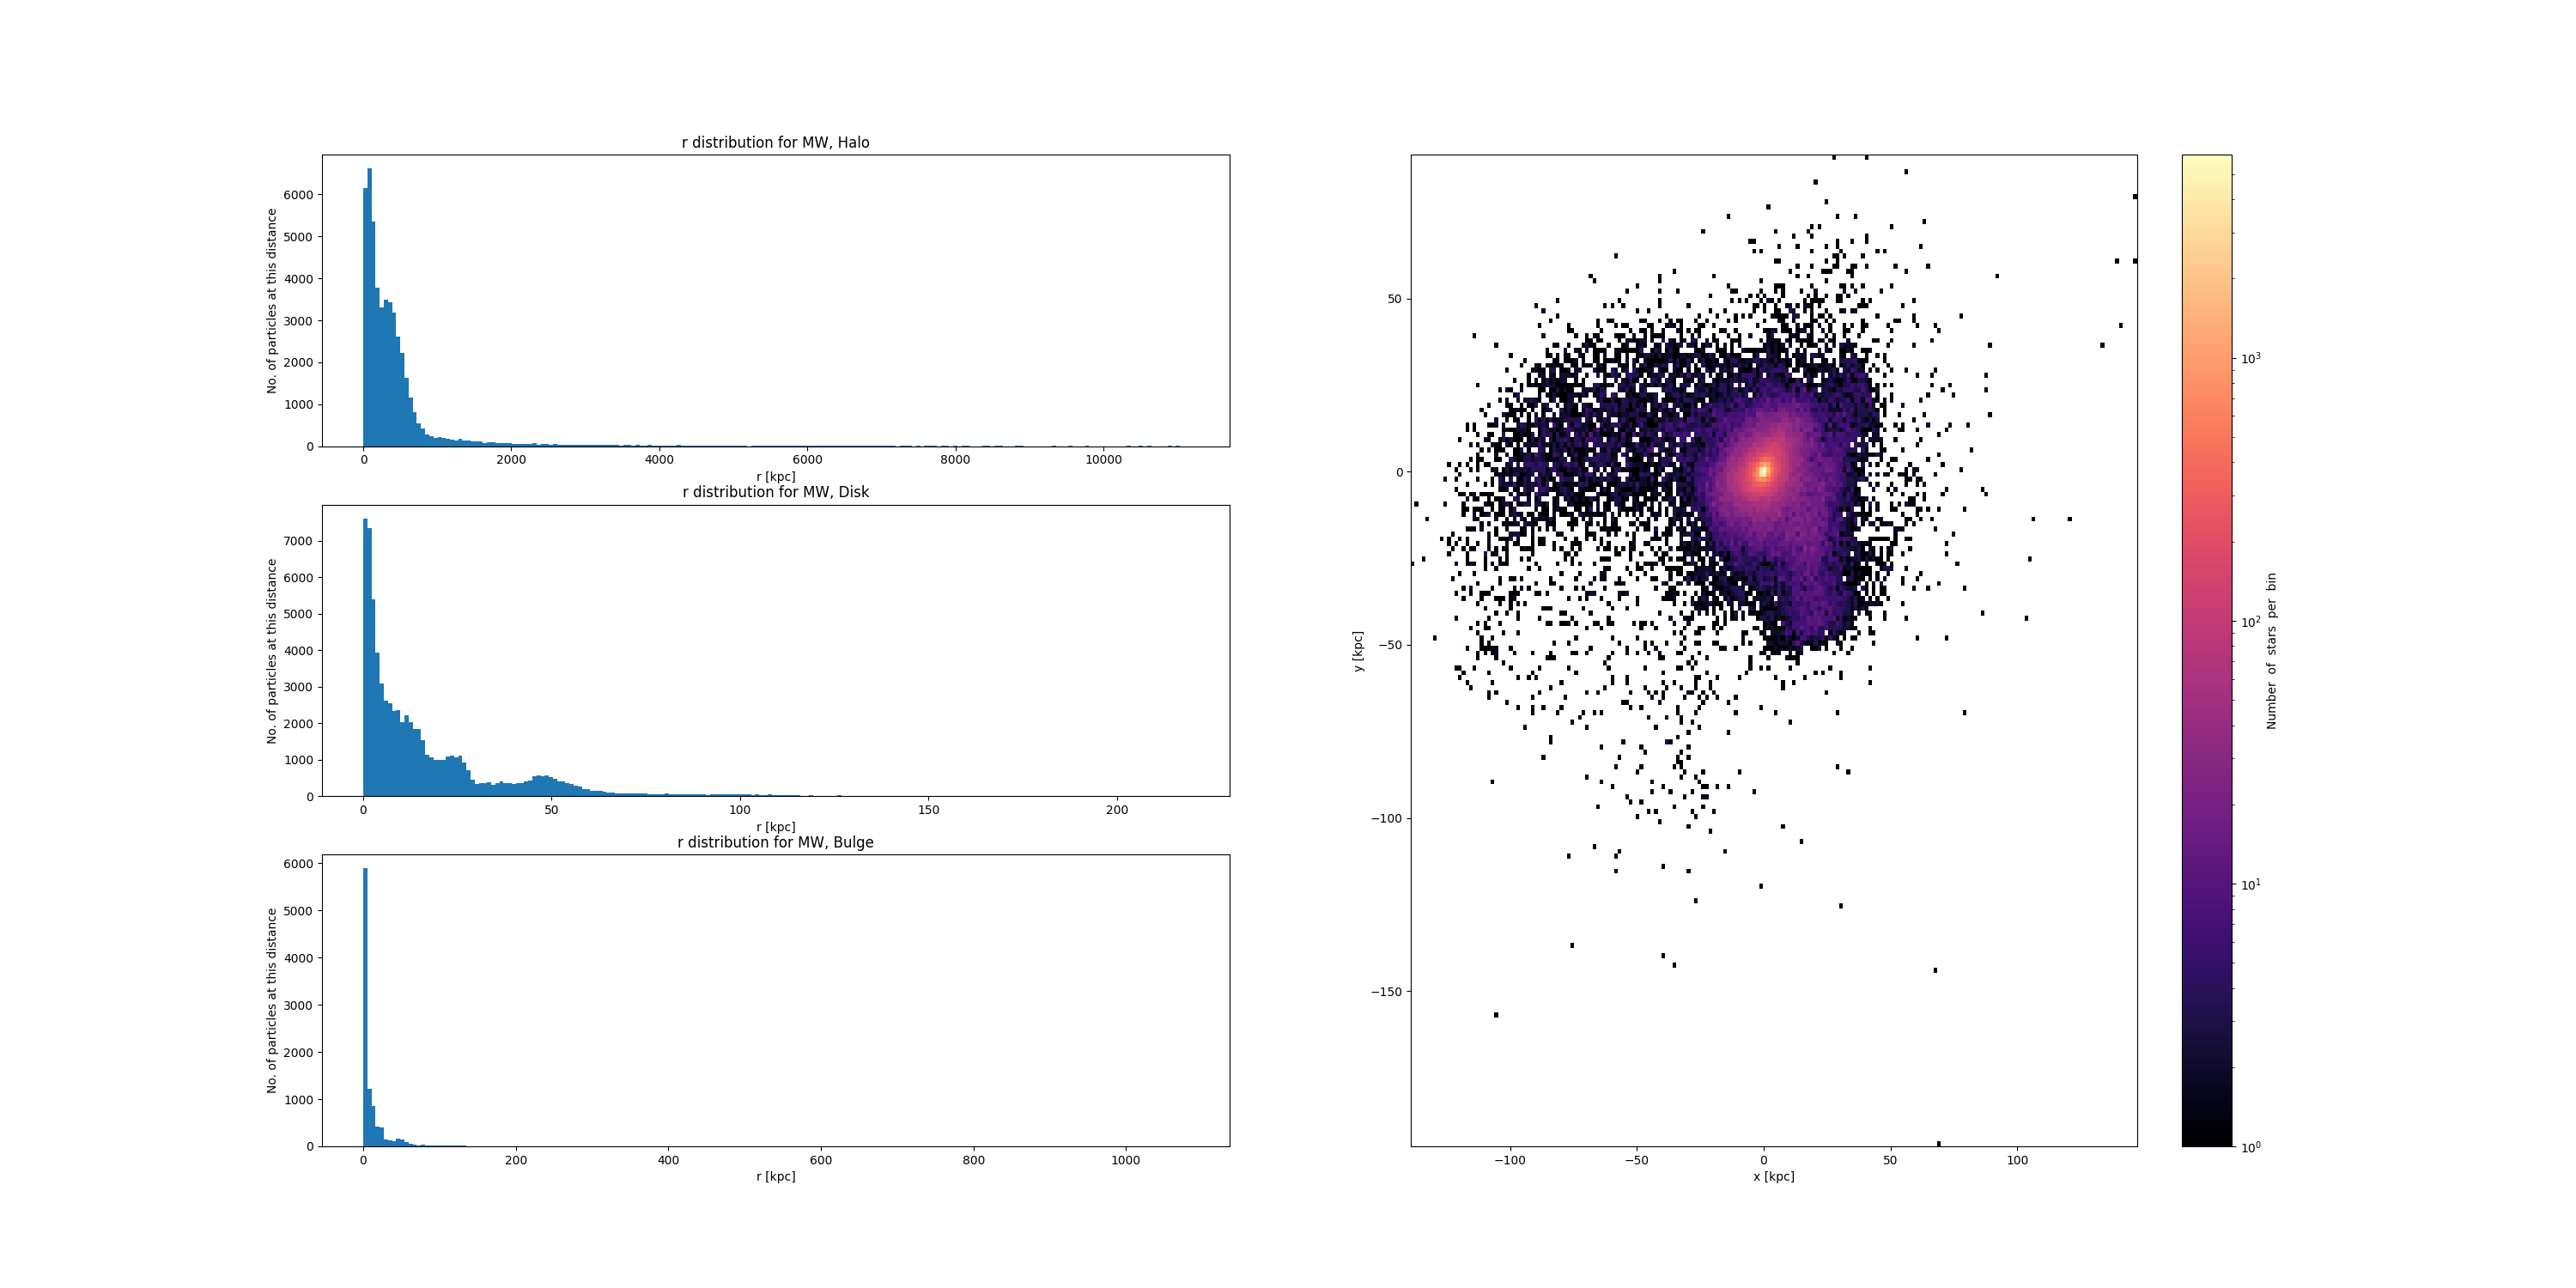 r distribution for MW, Halo
No. of particles at this distance
6000
5000
4000
3000
2000
1000
0
0 2000 4000 6000 8000 10000
r [kpc]
r distribution for MW, Disk
No. of particles at this distance
7000
6000
5000
4000
3000
2000
1000
0
0 50 100 150 200
r [kpc]
r distribution for MW, Bulge
No. of particles at this distance
6000
5000
4000
3000
2000
1000
0
0 200 400 600 800 1000
r [kpc]
y [kpc]
50
0
−50
−100
−150
−100 −50 0 50 100
x [kpc]
10³
10²
10¹
10⁰
Number of stars per bin